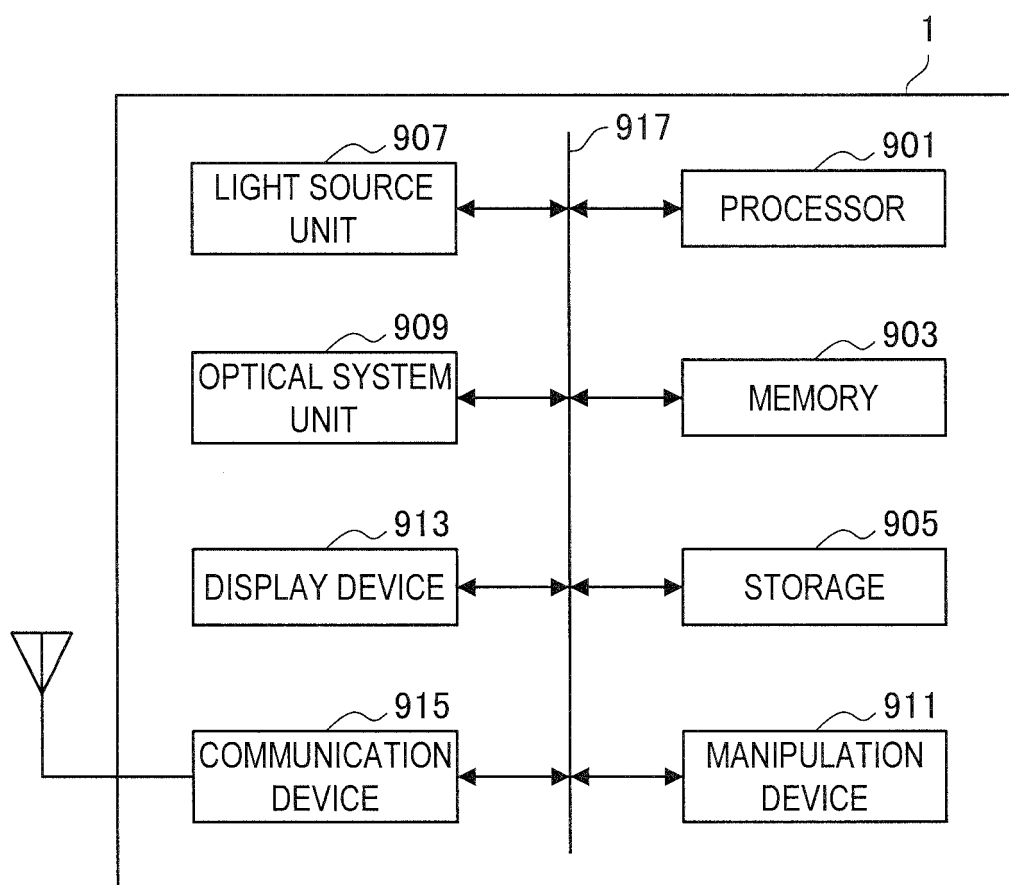 1
917
907
LIGHT SOURCE
UNIT
901
PROCESSOR
909
OPTICAL SYSTEM
UNIT
903
MEMORY
913
DISPLAY DEVICE
905
STORAGE
915
COMMUNICATION
DEVICE
911
MANIPULATION
DEVICE